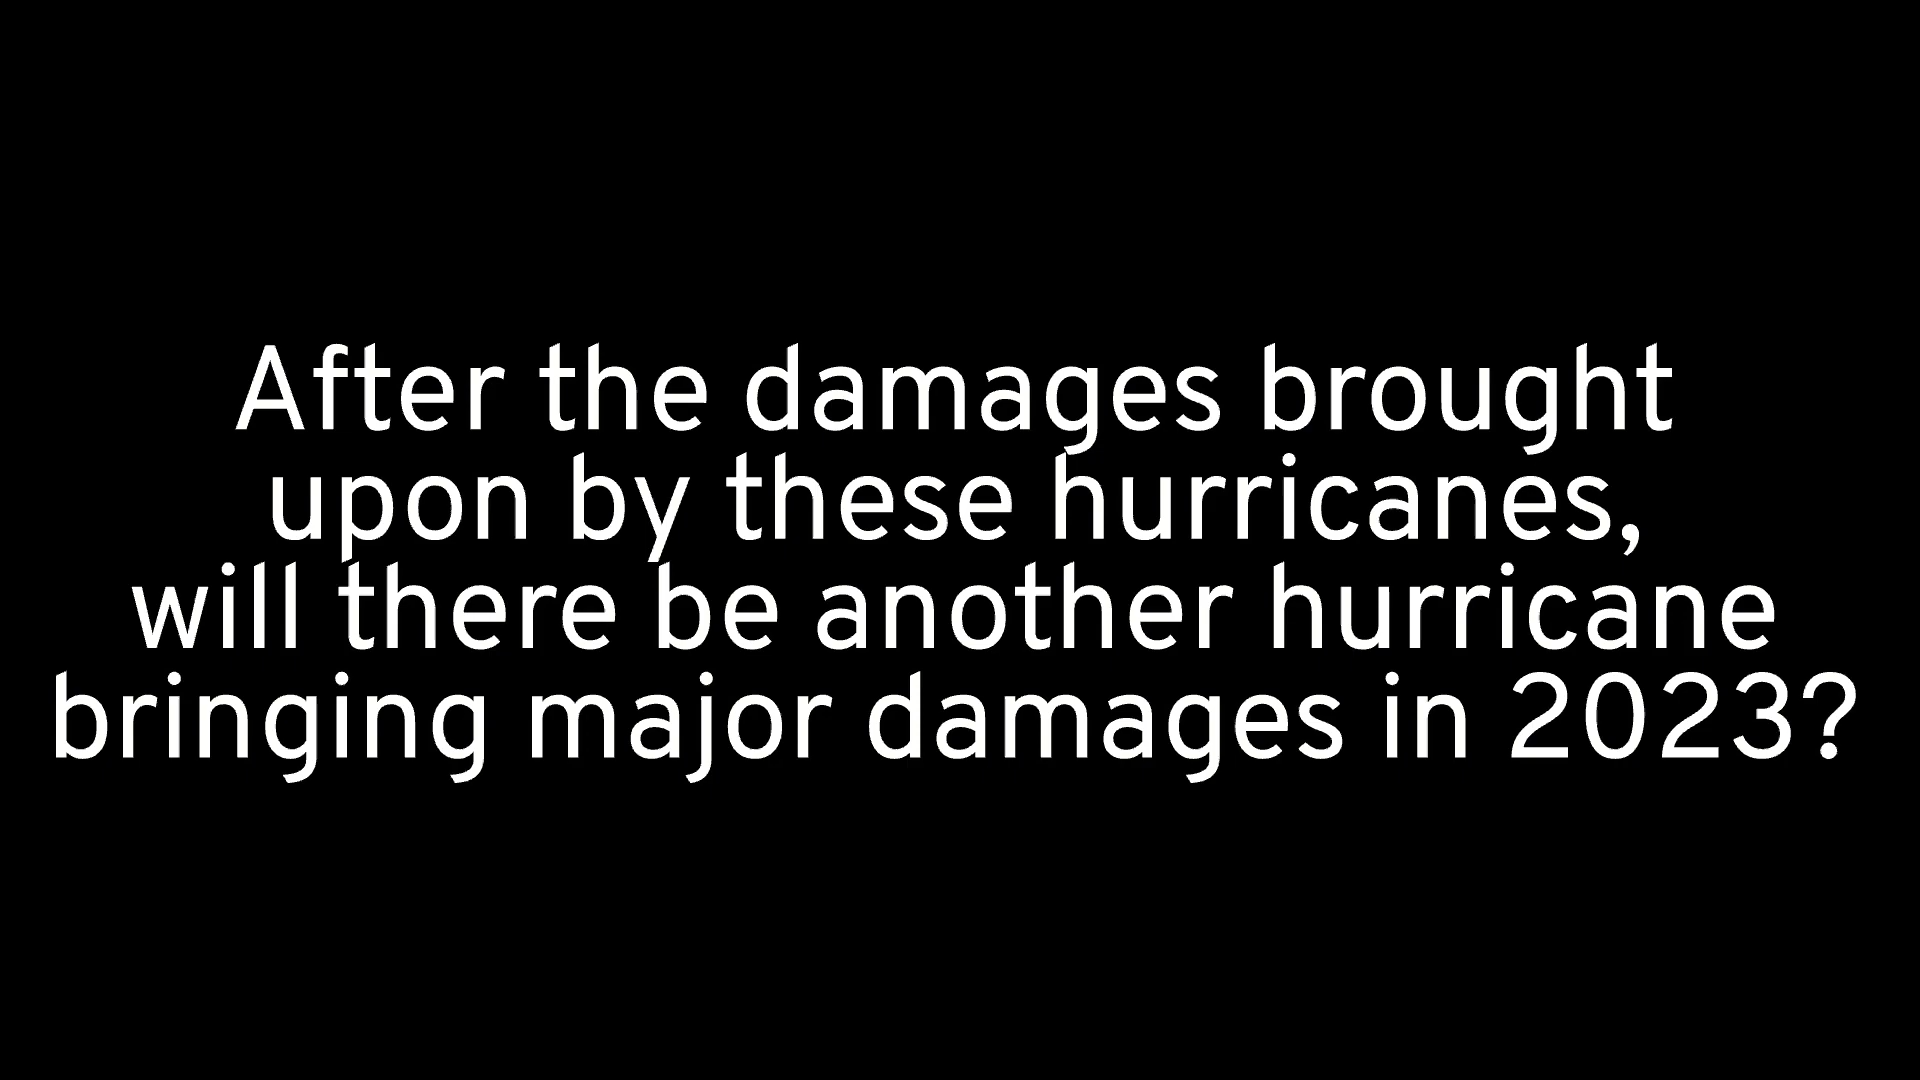 After the damages brought
upon by these hurricanes,
will there be another hurricane
bringing major damages in 2023?